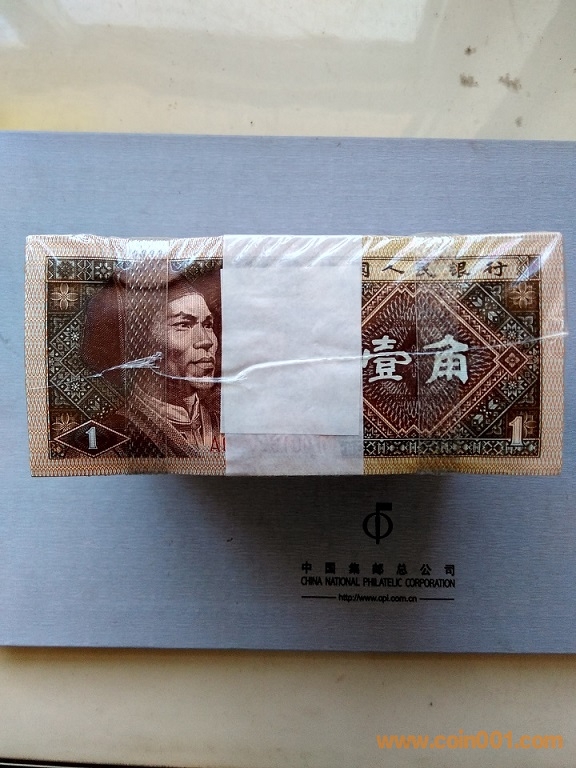 国人民银行
壹角
1
1
中国集邮总公司
CHINA NATIONAL PHILATELIC CORPORATION
http://www.cpi.com.cn
www.coin001.com